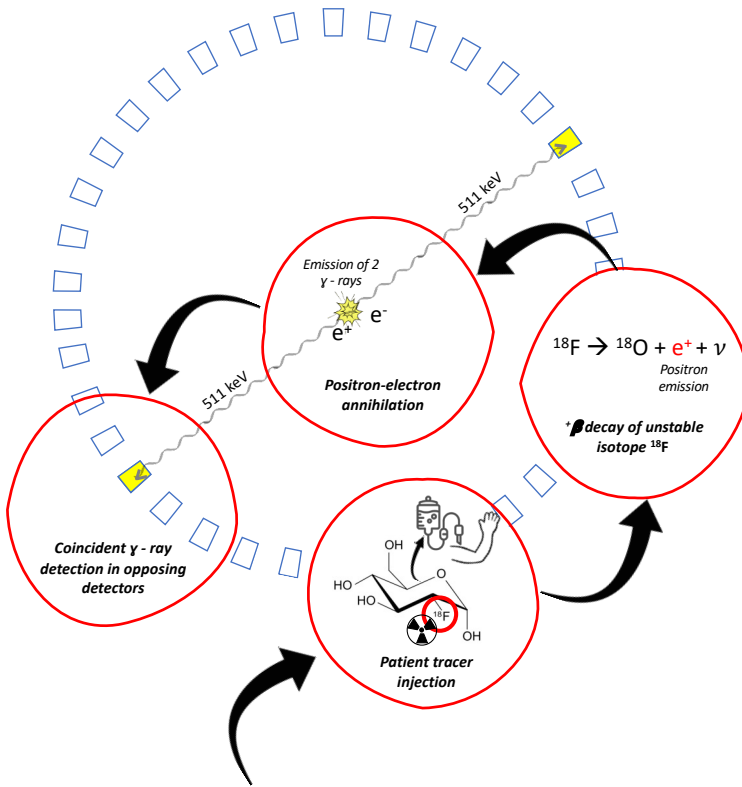 511 keV
Emission of 2
γ - rays
e⁺ e⁻
Positron-electron
annihilation
511 keV
¹⁸F → ¹⁸O + e⁺ + ν
Positron
emission
⁺β decay of unstable
isotope ¹⁸F
Coincident γ - ray
detection in opposing
detectors
OH
HO
O
HO
¹⁸F
OH
Patient tracer
injection